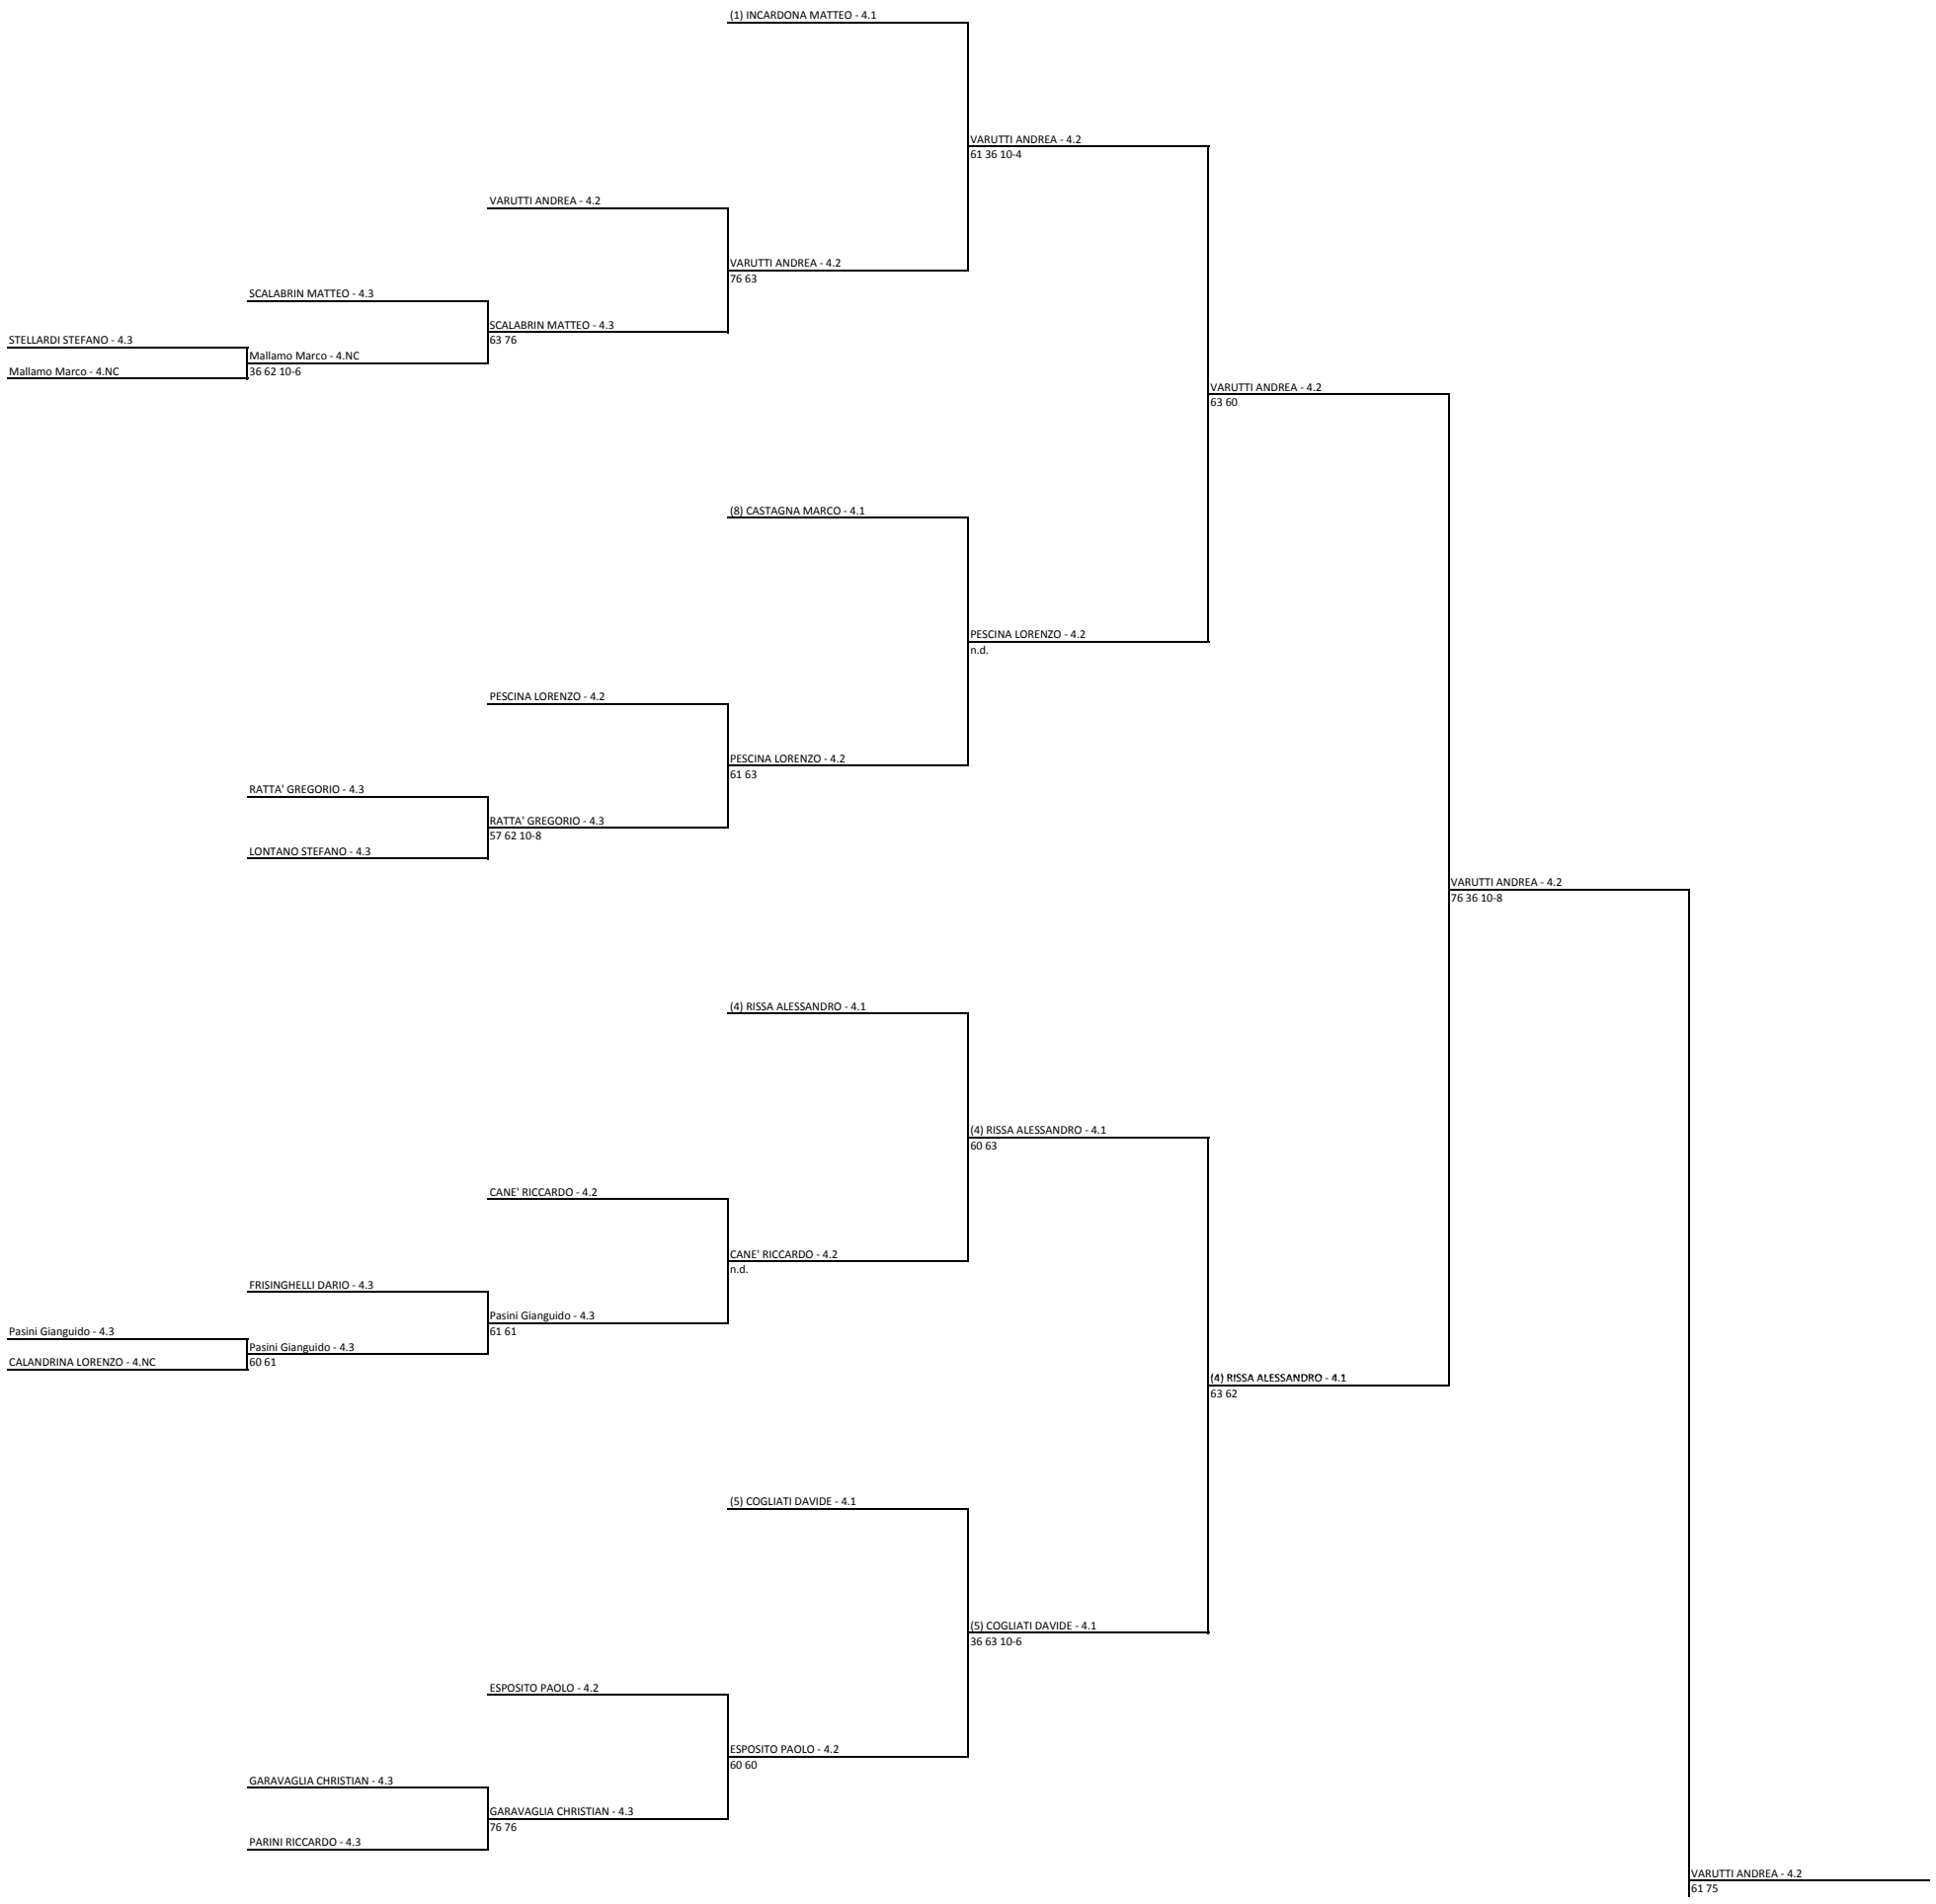 (1) INCARDONA MATTEO - 4.1
VARUTTI ANDREA - 4.2
61 36 10-4
VARUTTI ANDREA - 4.2
VARUTTI ANDREA - 4.2
76 63
SCALABRIN MATTEO - 4.3
SCALABRIN MATTEO - 4.3
63 76
STELLARDI STEFANO - 4.3
Mallamo Marco - 4.NC
36 62 10-6
Mallamo Marco - 4.NC
VARUTTI ANDREA - 4.2
63 60
(8) CASTAGNA MARCO - 4.1
PESCINA LORENZO - 4.2
n.d.
PESCINA LORENZO - 4.2
PESCINA LORENZO - 4.2
61 63
RATTA' GREGORIO - 4.3
RATTA' GREGORIO - 4.3
57 62 10-8
LONTANO STEFANO - 4.3
VARUTTI ANDREA - 4.2
76 36 10-8
(4) RISSA ALESSANDRO - 4.1
(4) RISSA ALESSANDRO - 4.1
60 63
CANE' RICCARDO - 4.2
CANE' RICCARDO - 4.2
n.d.
FRISINGHELLI DARIO - 4.3
Pasini Gianguido - 4.3
61 61
Pasini Gianguido - 4.3
Pasini Gianguido - 4.3
60 61
CALANDRINA LORENZO - 4.NC
(4) RISSA ALESSANDRO - 4.1
63 62
(5) COGLIATI DAVIDE - 4.1
(5) COGLIATI DAVIDE - 4.1
36 63 10-6
ESPOSITO PAOLO - 4.2
ESPOSITO PAOLO - 4.2
60 60
GARAVAGLIA CHRISTIAN - 4.3
GARAVAGLIA CHRISTIAN - 4.3
76 76
PARINI RICCARDO - 4.3
VARUTTI ANDREA - 4.2
61 75